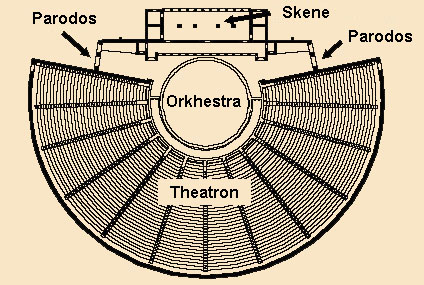 Skene
Parodos
Parodos
Orkhestra
Theatron